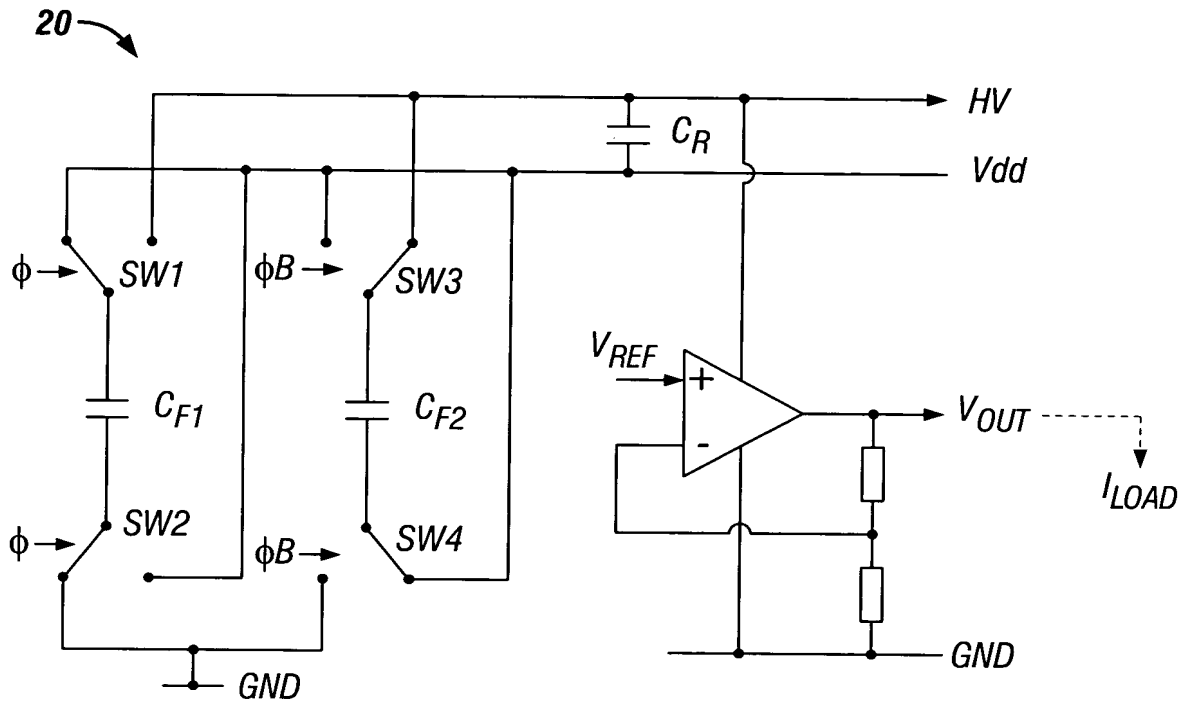 20
HV
C_R
Vdd
ϕ SW1 ϕB SW3
V_REF + -
C_F1 C_F2
V_OUT
I_LOAD
ϕ SW2 ϕB SW4
GND
GND